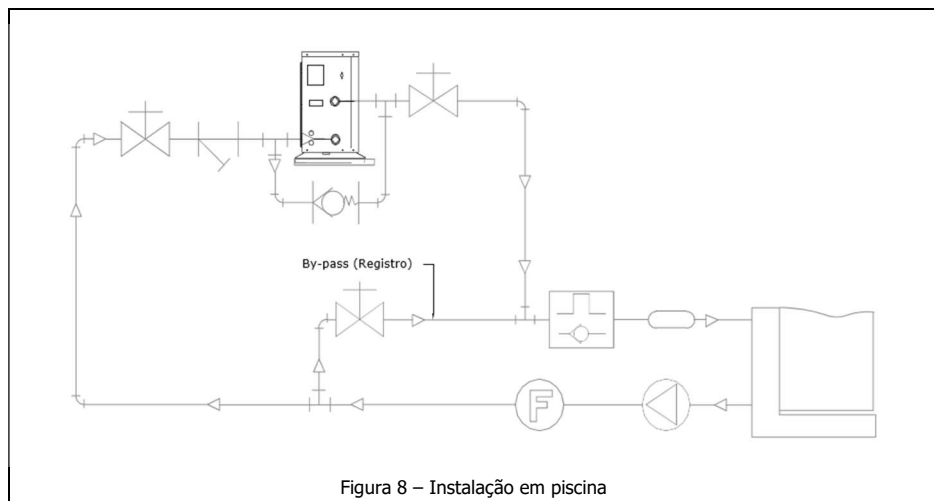 By-pass (Registro)
F
Figura 8 – Instalação em piscina